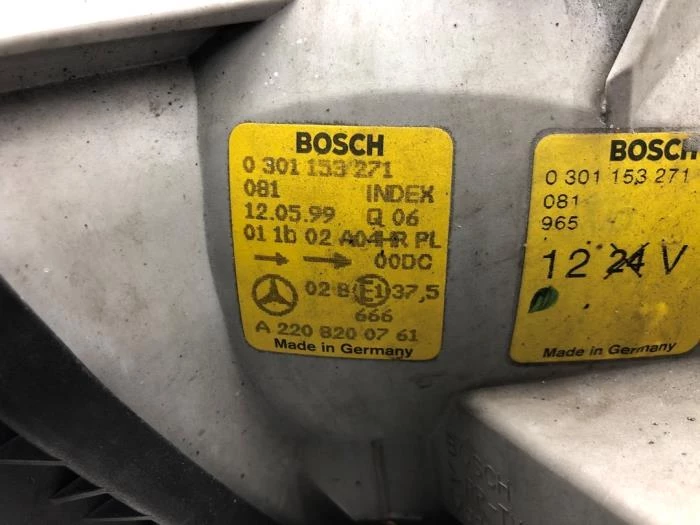 BOSCH
0 301 153 271
081 INDEX
12.05.99 Q 06
01 1b 02 A04HR PL
00DC
02 B E1 37,5
666
A 220 820 07 61
Made in Germany
BOSCH
0 301 153 271
081
965
12 24 V
Made in Germany
BOSCH